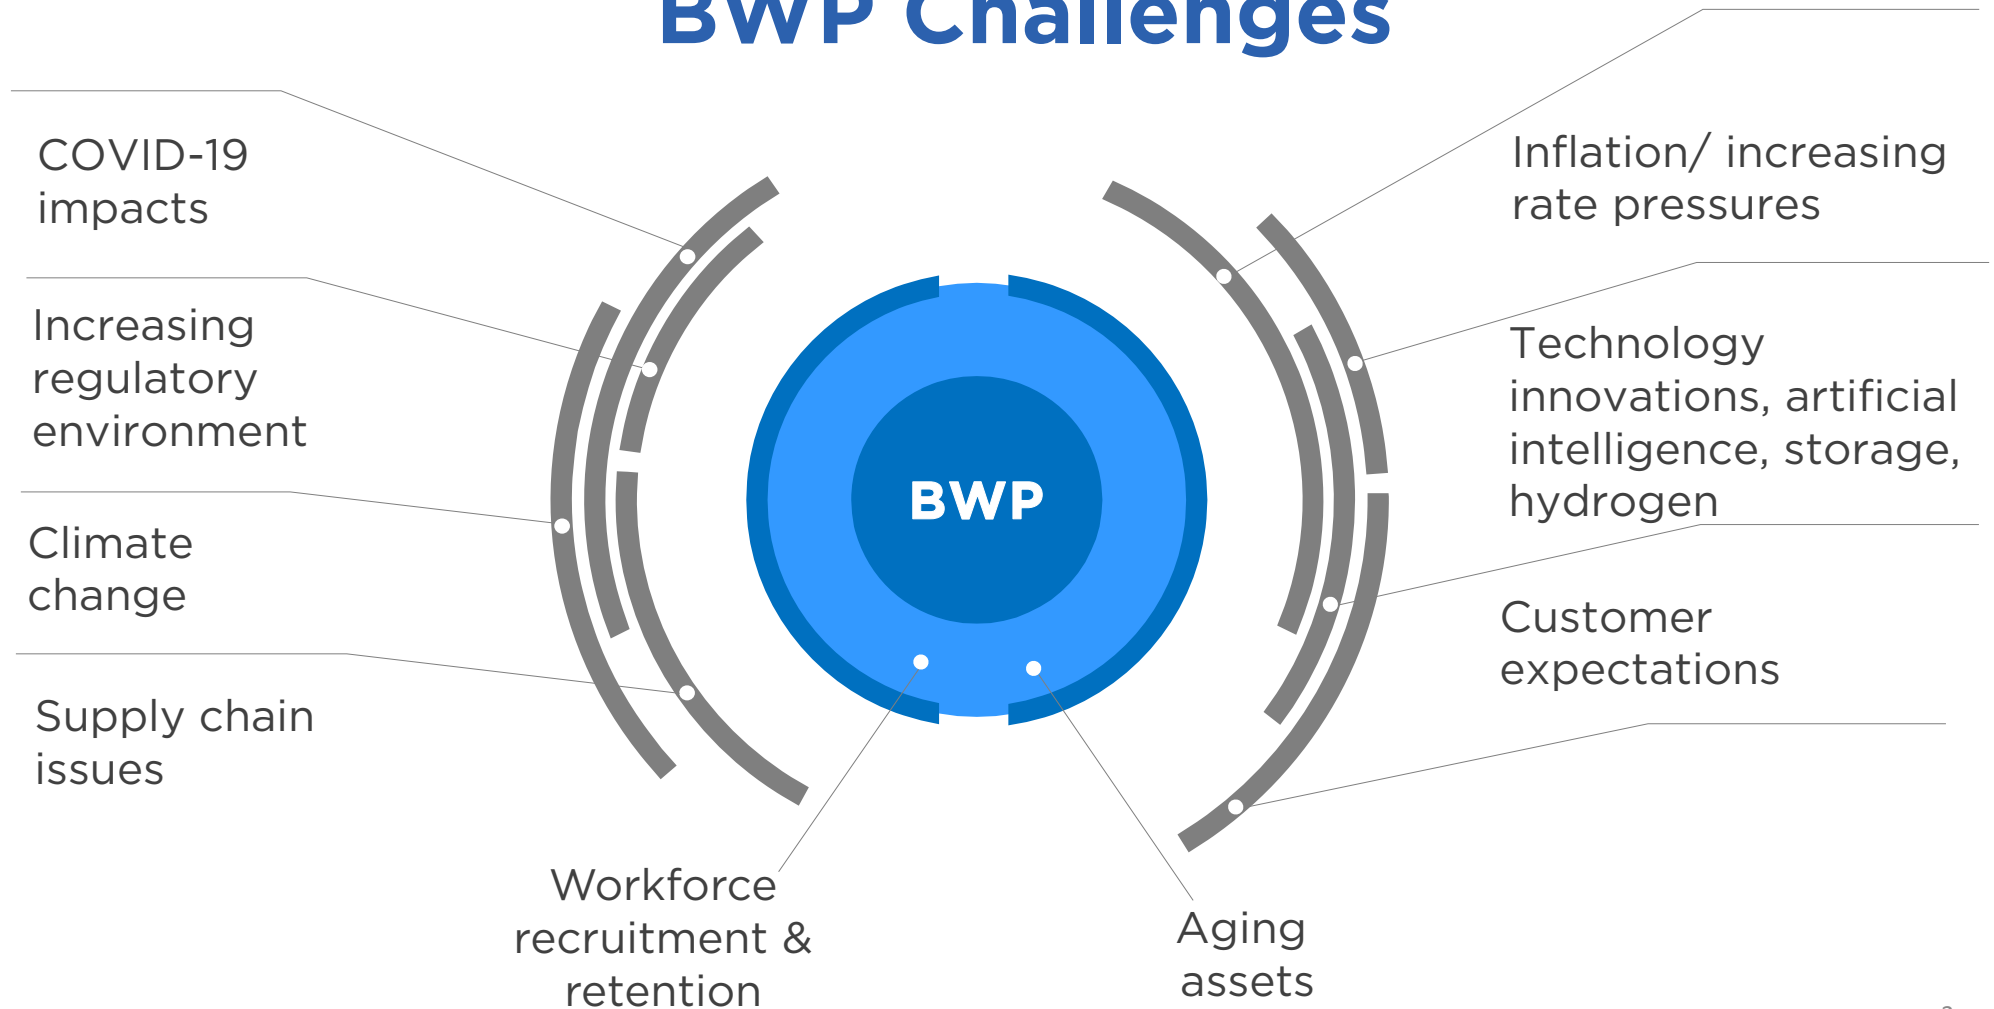 BWP Challenges
COVID-19
impacts
Increasing
regulatory
environment
Climate
change
Supply chain
issues
BWP
Inflation/ increasing
rate pressures
Technology
innovations, artificial
intelligence, storage,
hydrogen
Customer
expectations
Workforce
recruitment &
retention
Aging
assets